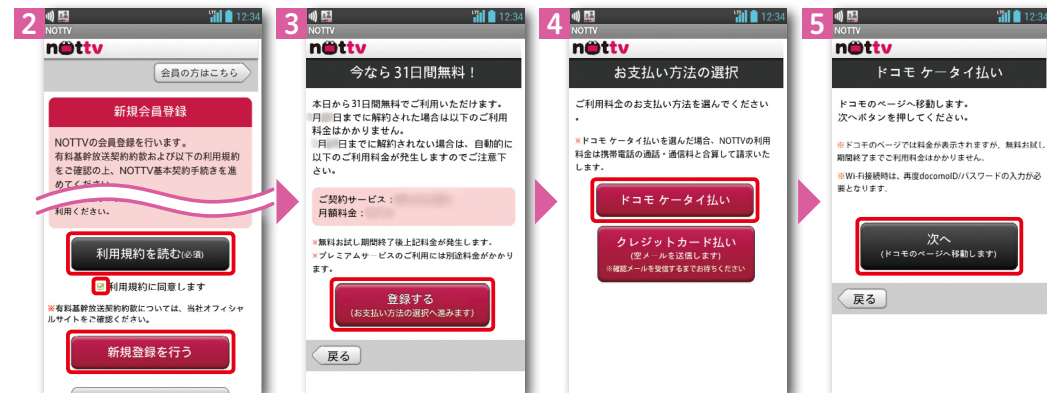 2
12:34
NOTTV
nottv
会員の方はこちら
新規会員登録
NOTTVの会員登録を行います。
有料基幹放送契約約款および以下の利用規約
をご確認の上、NOTTV基本契約手続きを進
めてください
利用ください。
利用規約を読む(必須)
利用規約に同意します
※有料基幹放送契約約款については、当社オフィシャ
ルサイトをご確認ください。
新規登録を行う
3
12:34
NOTTV
nottv
今なら31日間無料！
本日から31日間無料でご利用いただけます。
月 日までに解約された場合は以下のご利用
料金はかかりません。
月 日までに解約されない場合は、自動的に
以下のご利用料金が発生しますのでご注意下
さい。
ご契約サービス：
月額料金：
※無料お試し期間終了後上記料金が発生します。
※プレミアムサービスのご利用には別途料金がかかり
ます。
登録する
(お支払い方法の選択へ進みます)
戻る
4
12:34
NOTTV
nottv
お支払い方法の選択
ご利用料金のお支払い方法を選んでください
。
※ドコモ ケータイ払いを選んだ場合、NOTTVの利用
料金は携帯電話の通話・通信料と合算して請求いた
します。
ドコモ ケータイ払い
クレジットカード払い
(空メールを送信します)
※確認メールを受信するまでお待ちください
5
12:34
NOTTV
nottv
ドコモ ケータイ払い
ドコモのページへ移動します。
次へボタンを押してください。
※ドコモのページでは料金が表示されますが、無料お試し
期間終了までご利用料金はかかりません。
※Wi-Fi接続時は、再度docomoID/パスワードの入力が必
要となります。
次へ
(ドコモのページへ移動します)
戻る